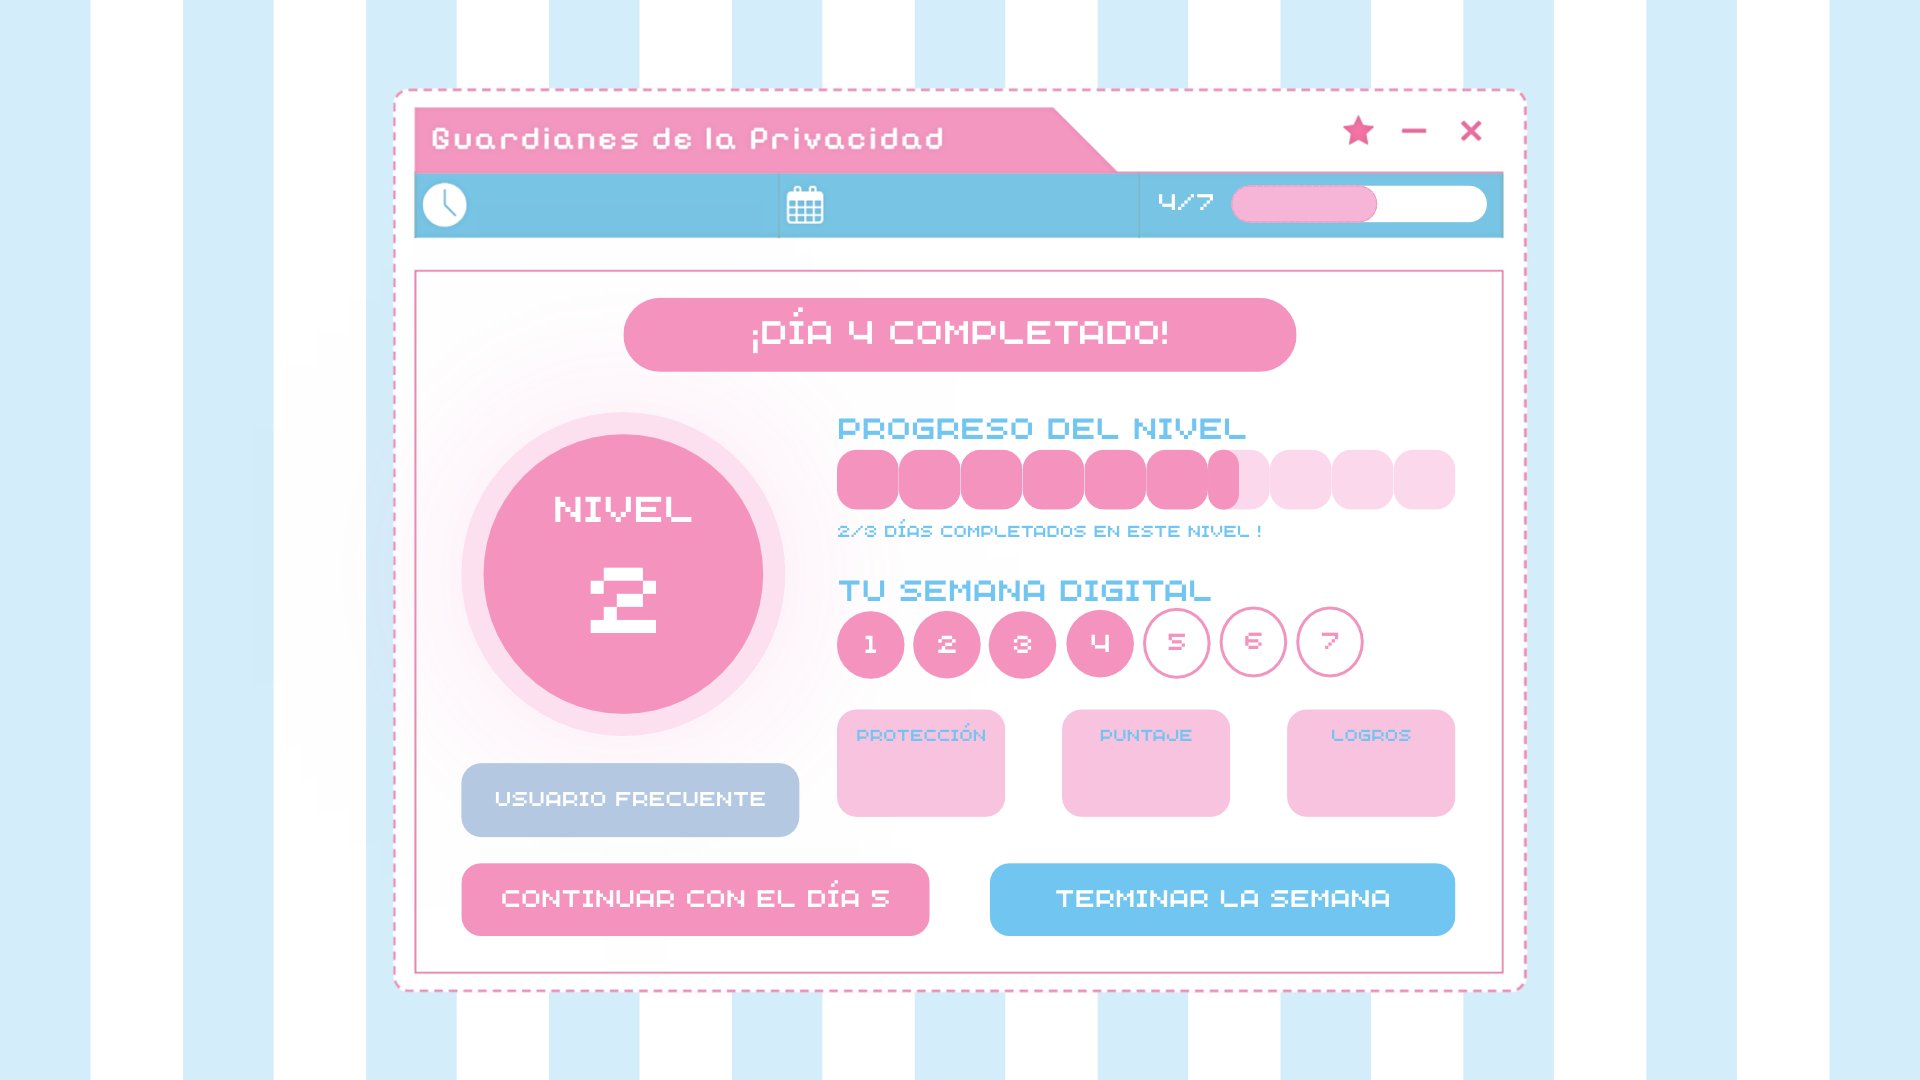 Guardianes de la Privacidad
4/7
¡DÍA 4 COMPLETADO!
NIVEL
2
PROGRESO DEL NIVEL
2/3 DÍAS COMPLETADOS EN ESTE NIVEL !
TU SEMANA DIGITAL
1 2 3 4 5 6 7
PROTECCIÓN PUNTAJE LOGROS
USUARIO FRECUENTE
CONTINUAR CON EL DÍA 5
TERMINAR LA SEMANA